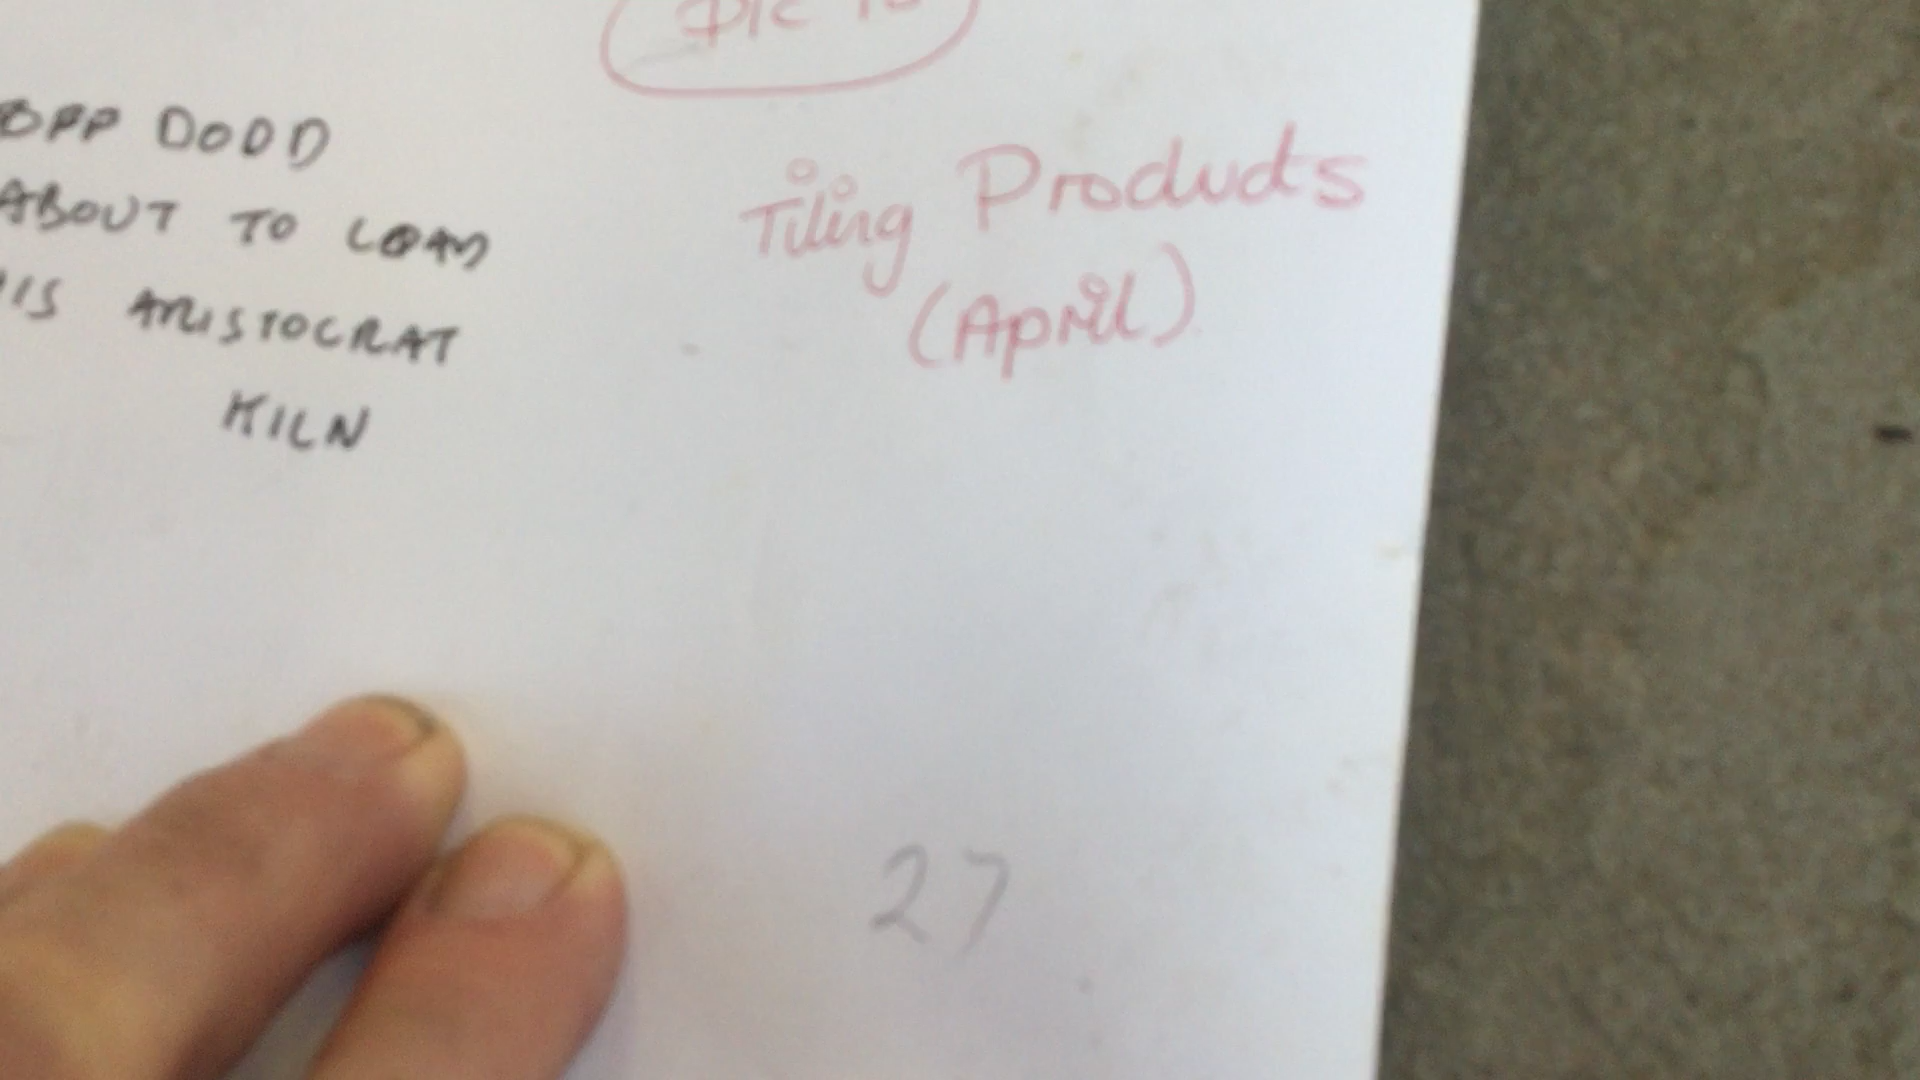 DODD
ABOUT TO LOAD
ARISTOCRAT
KILN
Tiling Products
(April)
27